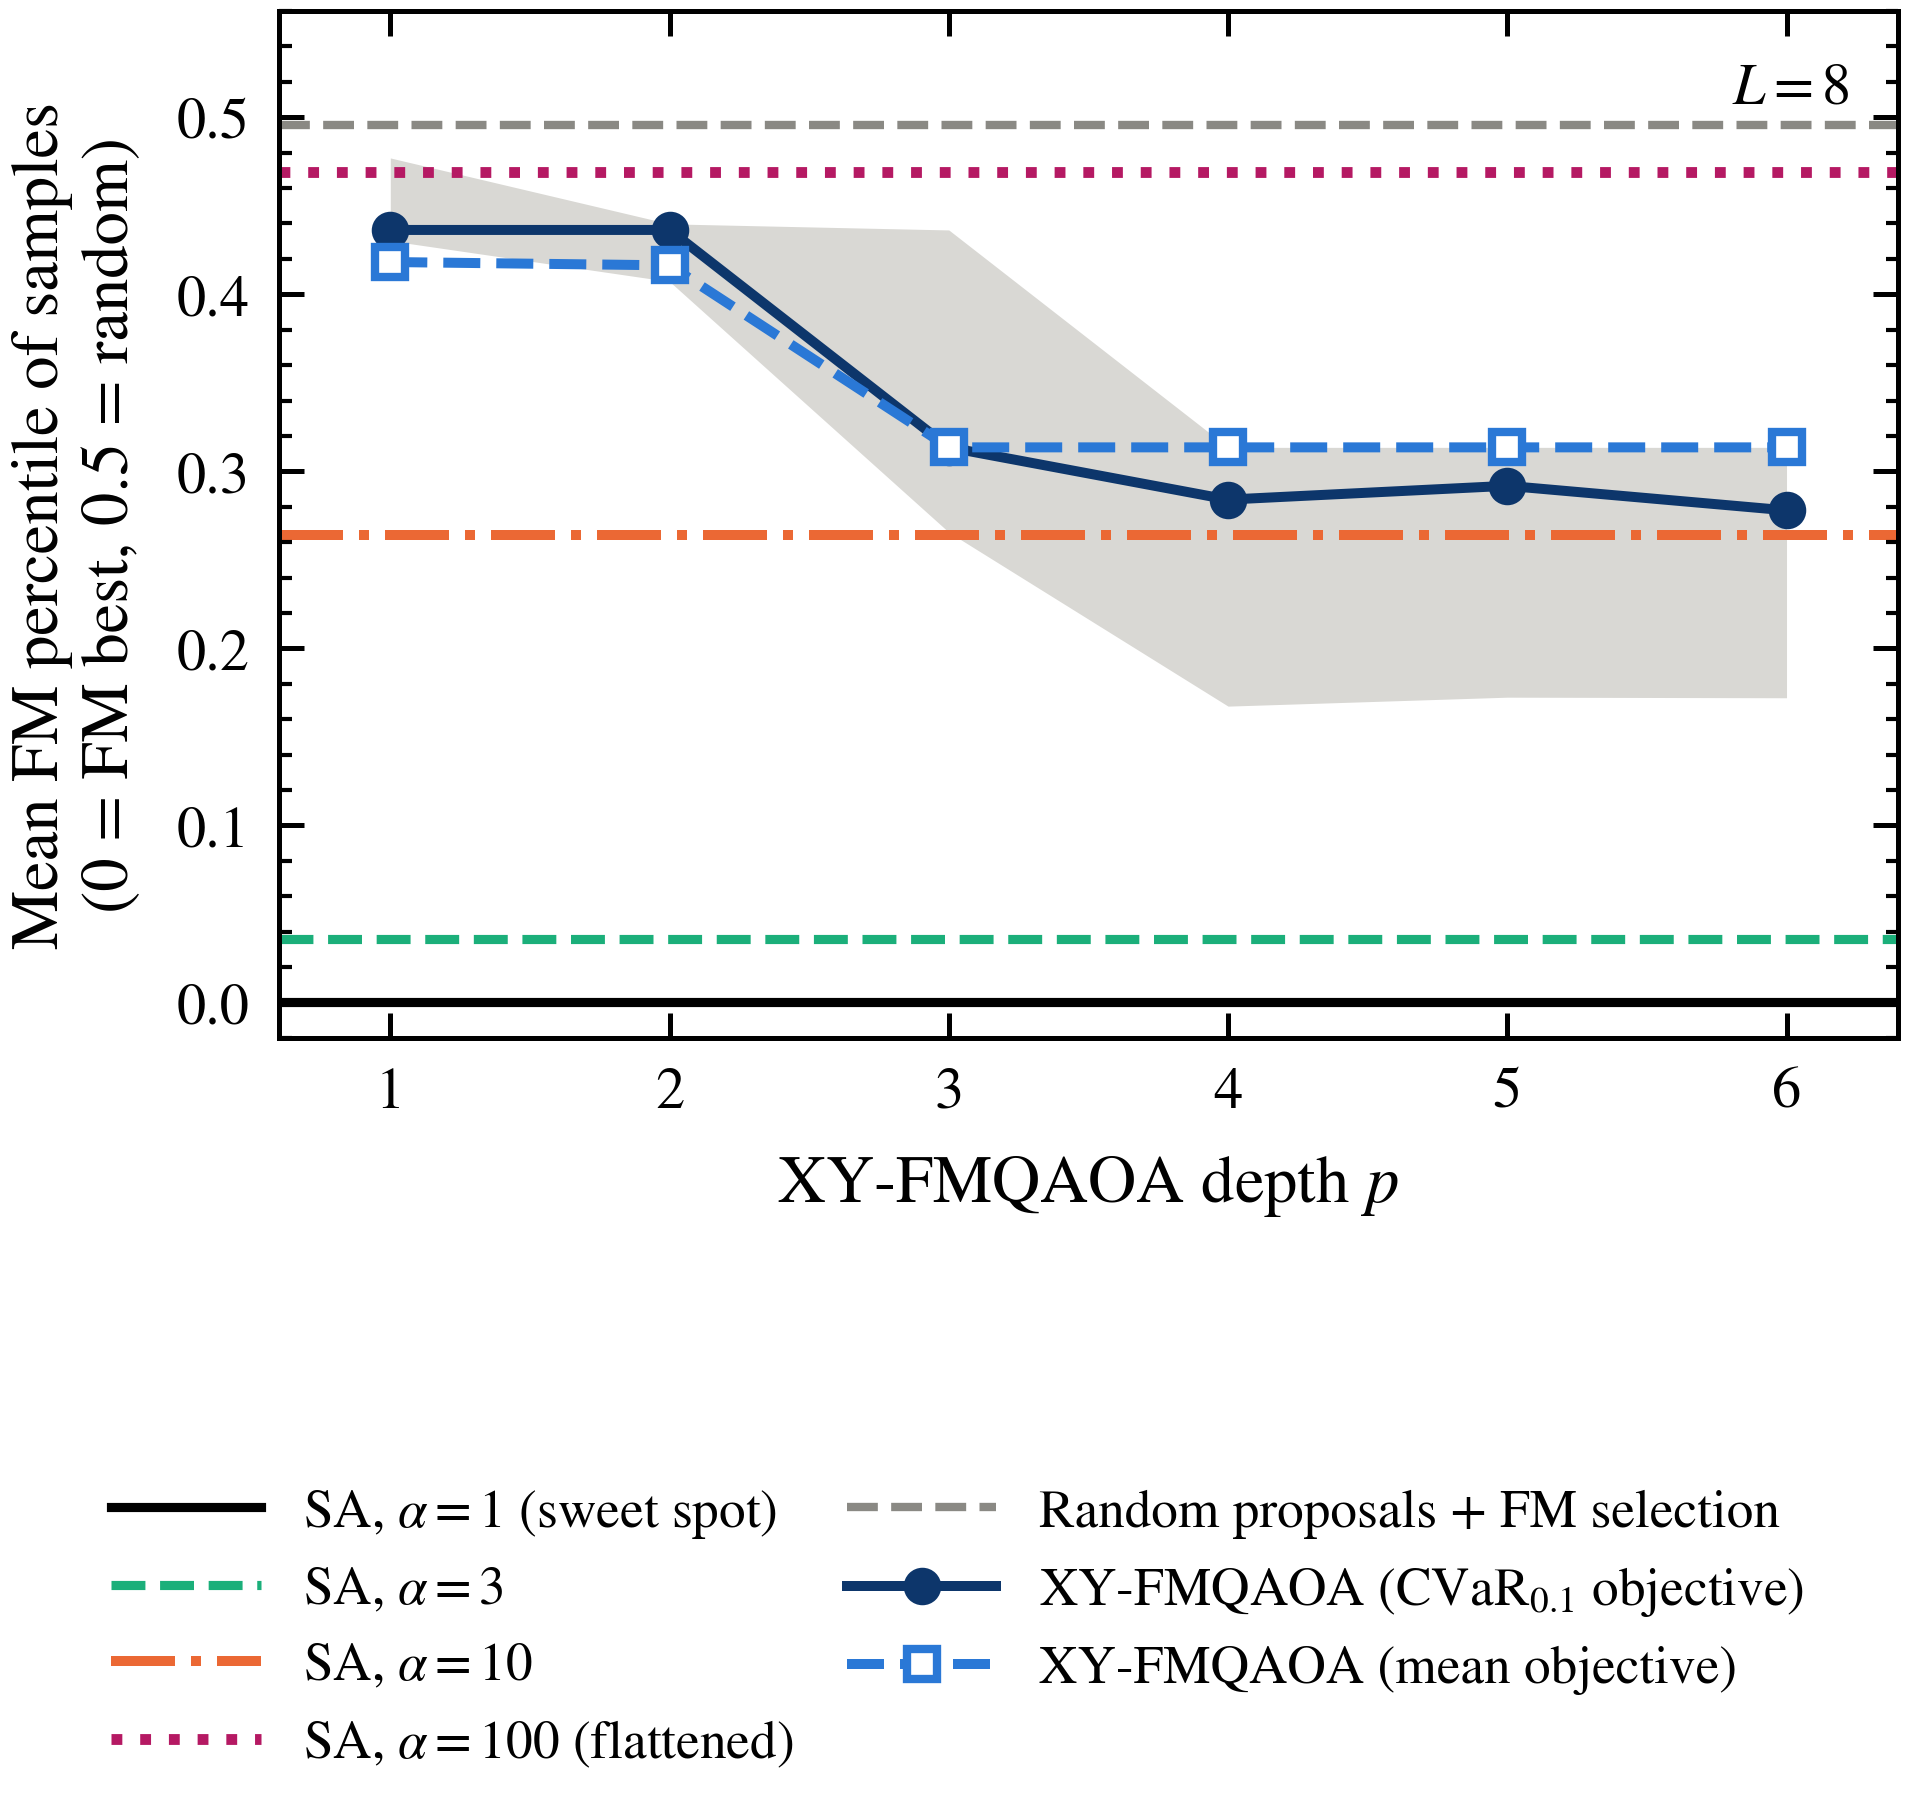 Mean FM percentile of samples
(0 = FM best, 0.5 = random)
L = 8
0.5
0.4
0.3
0.2
0.1
0.0
1 2 3 4 5 6
XY-FMQAOA depth p
SA, α = 1 (sweet spot)
SA, α = 3
SA, α = 10
SA, α = 100 (flattened)
Random proposals + FM selection
XY-FMQAOA (CVaR₀.₁ objective)
XY-FMQAOA (mean objective)